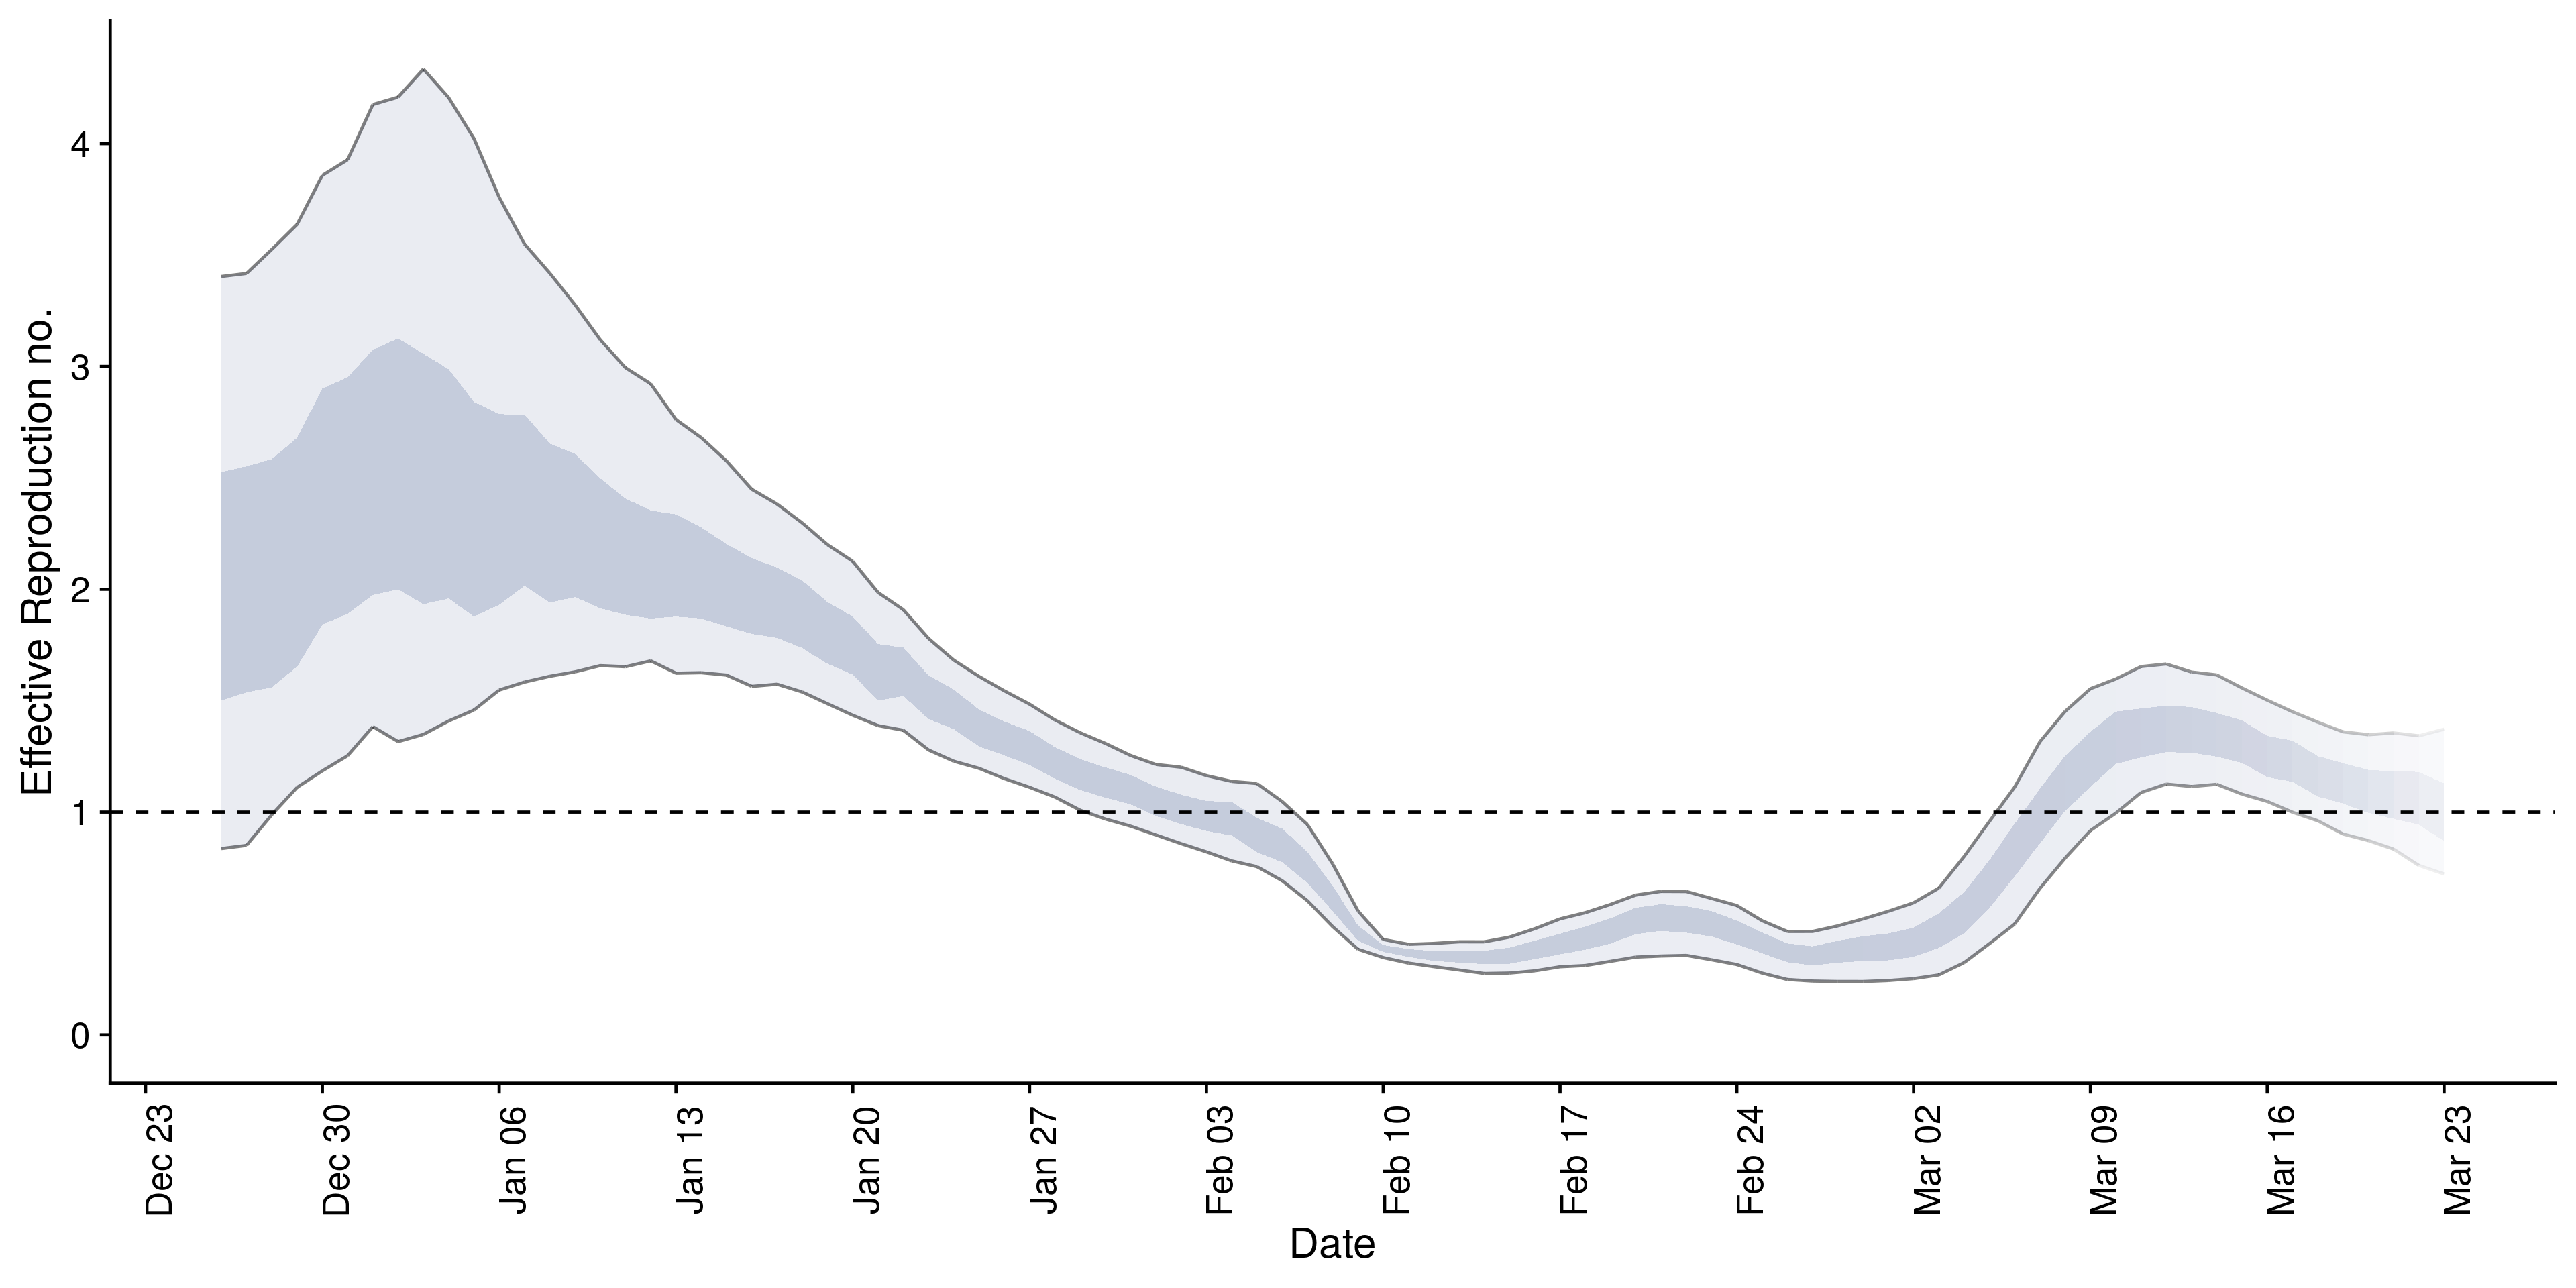 Effective Reproduction no.
4
3
2
1
0
Dec 23
Dec 30
Jan 06
Jan 13
Jan 20
Jan 27
Feb 03
Feb 10
Feb 17
Feb 24
Mar 02
Mar 09
Mar 16
Mar 23
Date